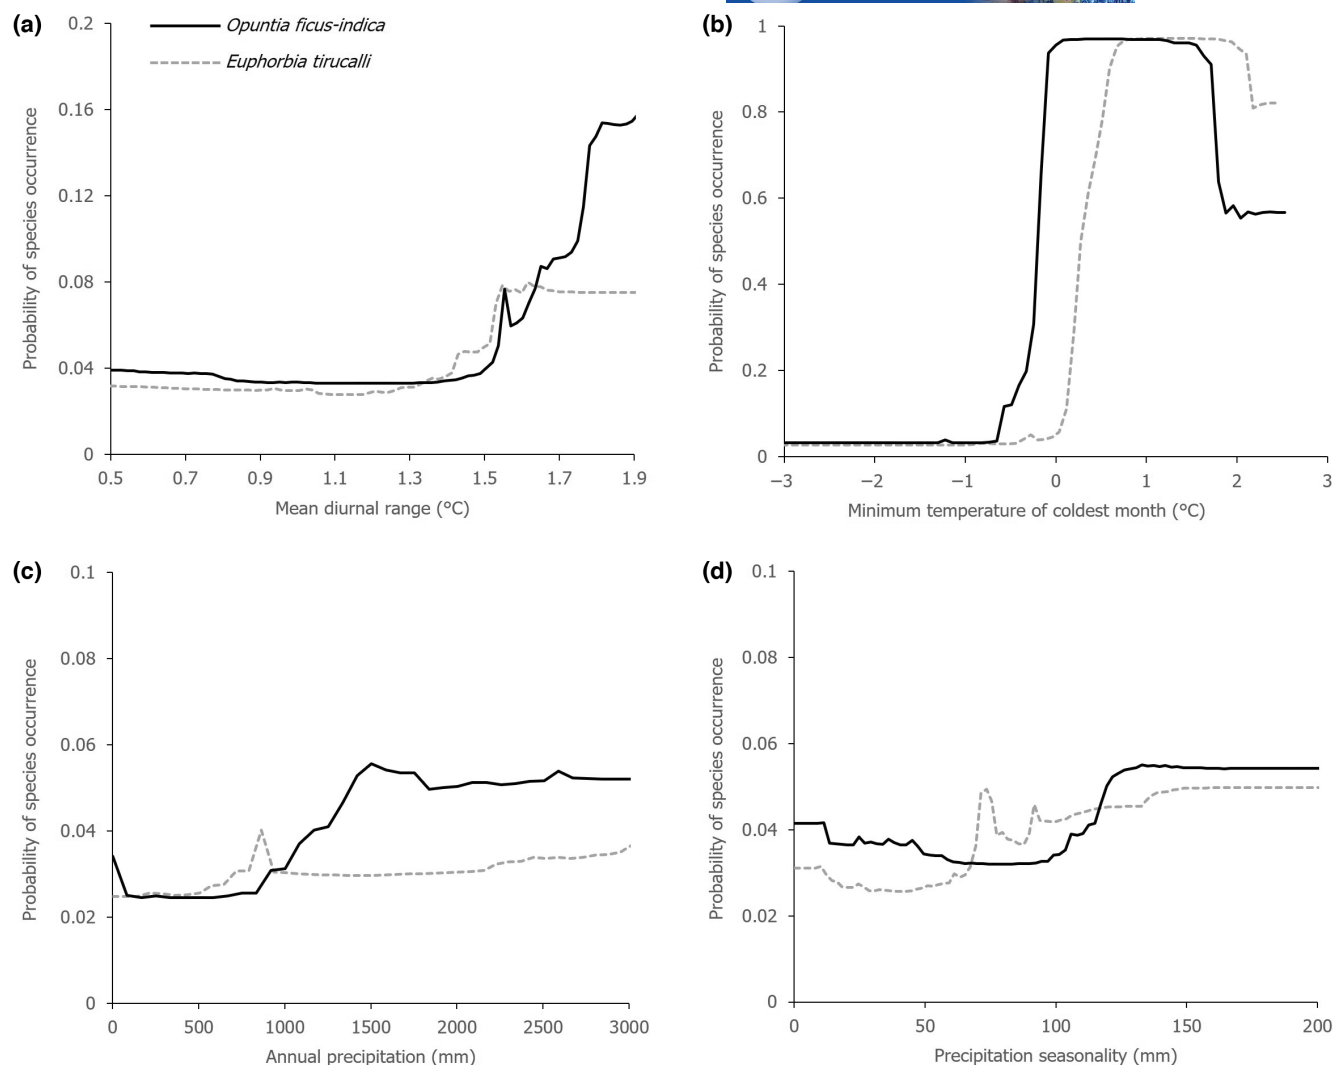 (a)
Opuntia ficus-indica
Euphorbia tirucalli
0.2
0.16
0.12
0.08
0.04
0
Probability of species occurrence
0.5 0.7 0.9 1.1 1.3 1.5 1.7 1.9
Mean diurnal range (°C)
(b)
1
0.8
0.6
0.4
0.2
0
Probability of species occurrence
−3 −2 −1 0 1 2 3
Minimum temperature of coldest month (°C)
(c)
0.1
0.08
0.06
0.04
0.02
0
Probability of species occurrence
0 500 1000 1500 2000 2500 3000
Annual precipitation (mm)
(d)
0.1
0.08
0.06
0.04
0.02
0
Probability of species occurrence
0 50 100 150 200
Precipitation seasonality (mm)